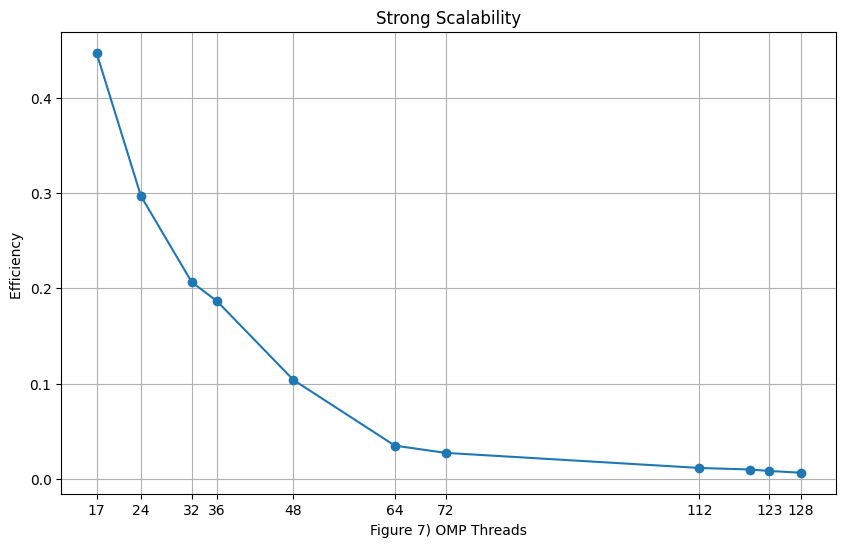 Strong Scalability
Efficiency
0.4
0.3
0.2
0.1
0.0
17 24 32 36 48 64 72 112 123 128
Figure 7) OMP Threads